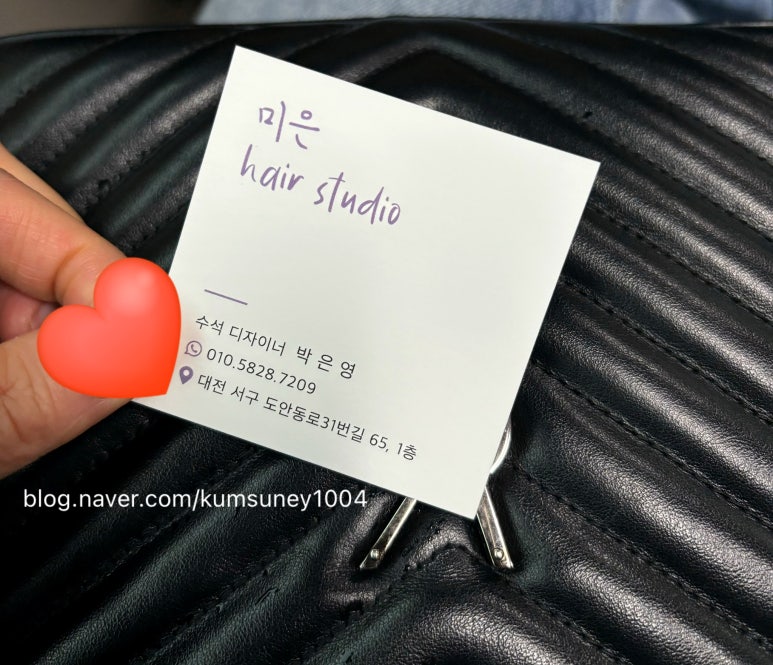 미은
hair studio
수석 디자이너 박은영
010.5828.7209
대전 서구 도안동로31번길 65, 1층
blog.naver.com/kumsuney1004